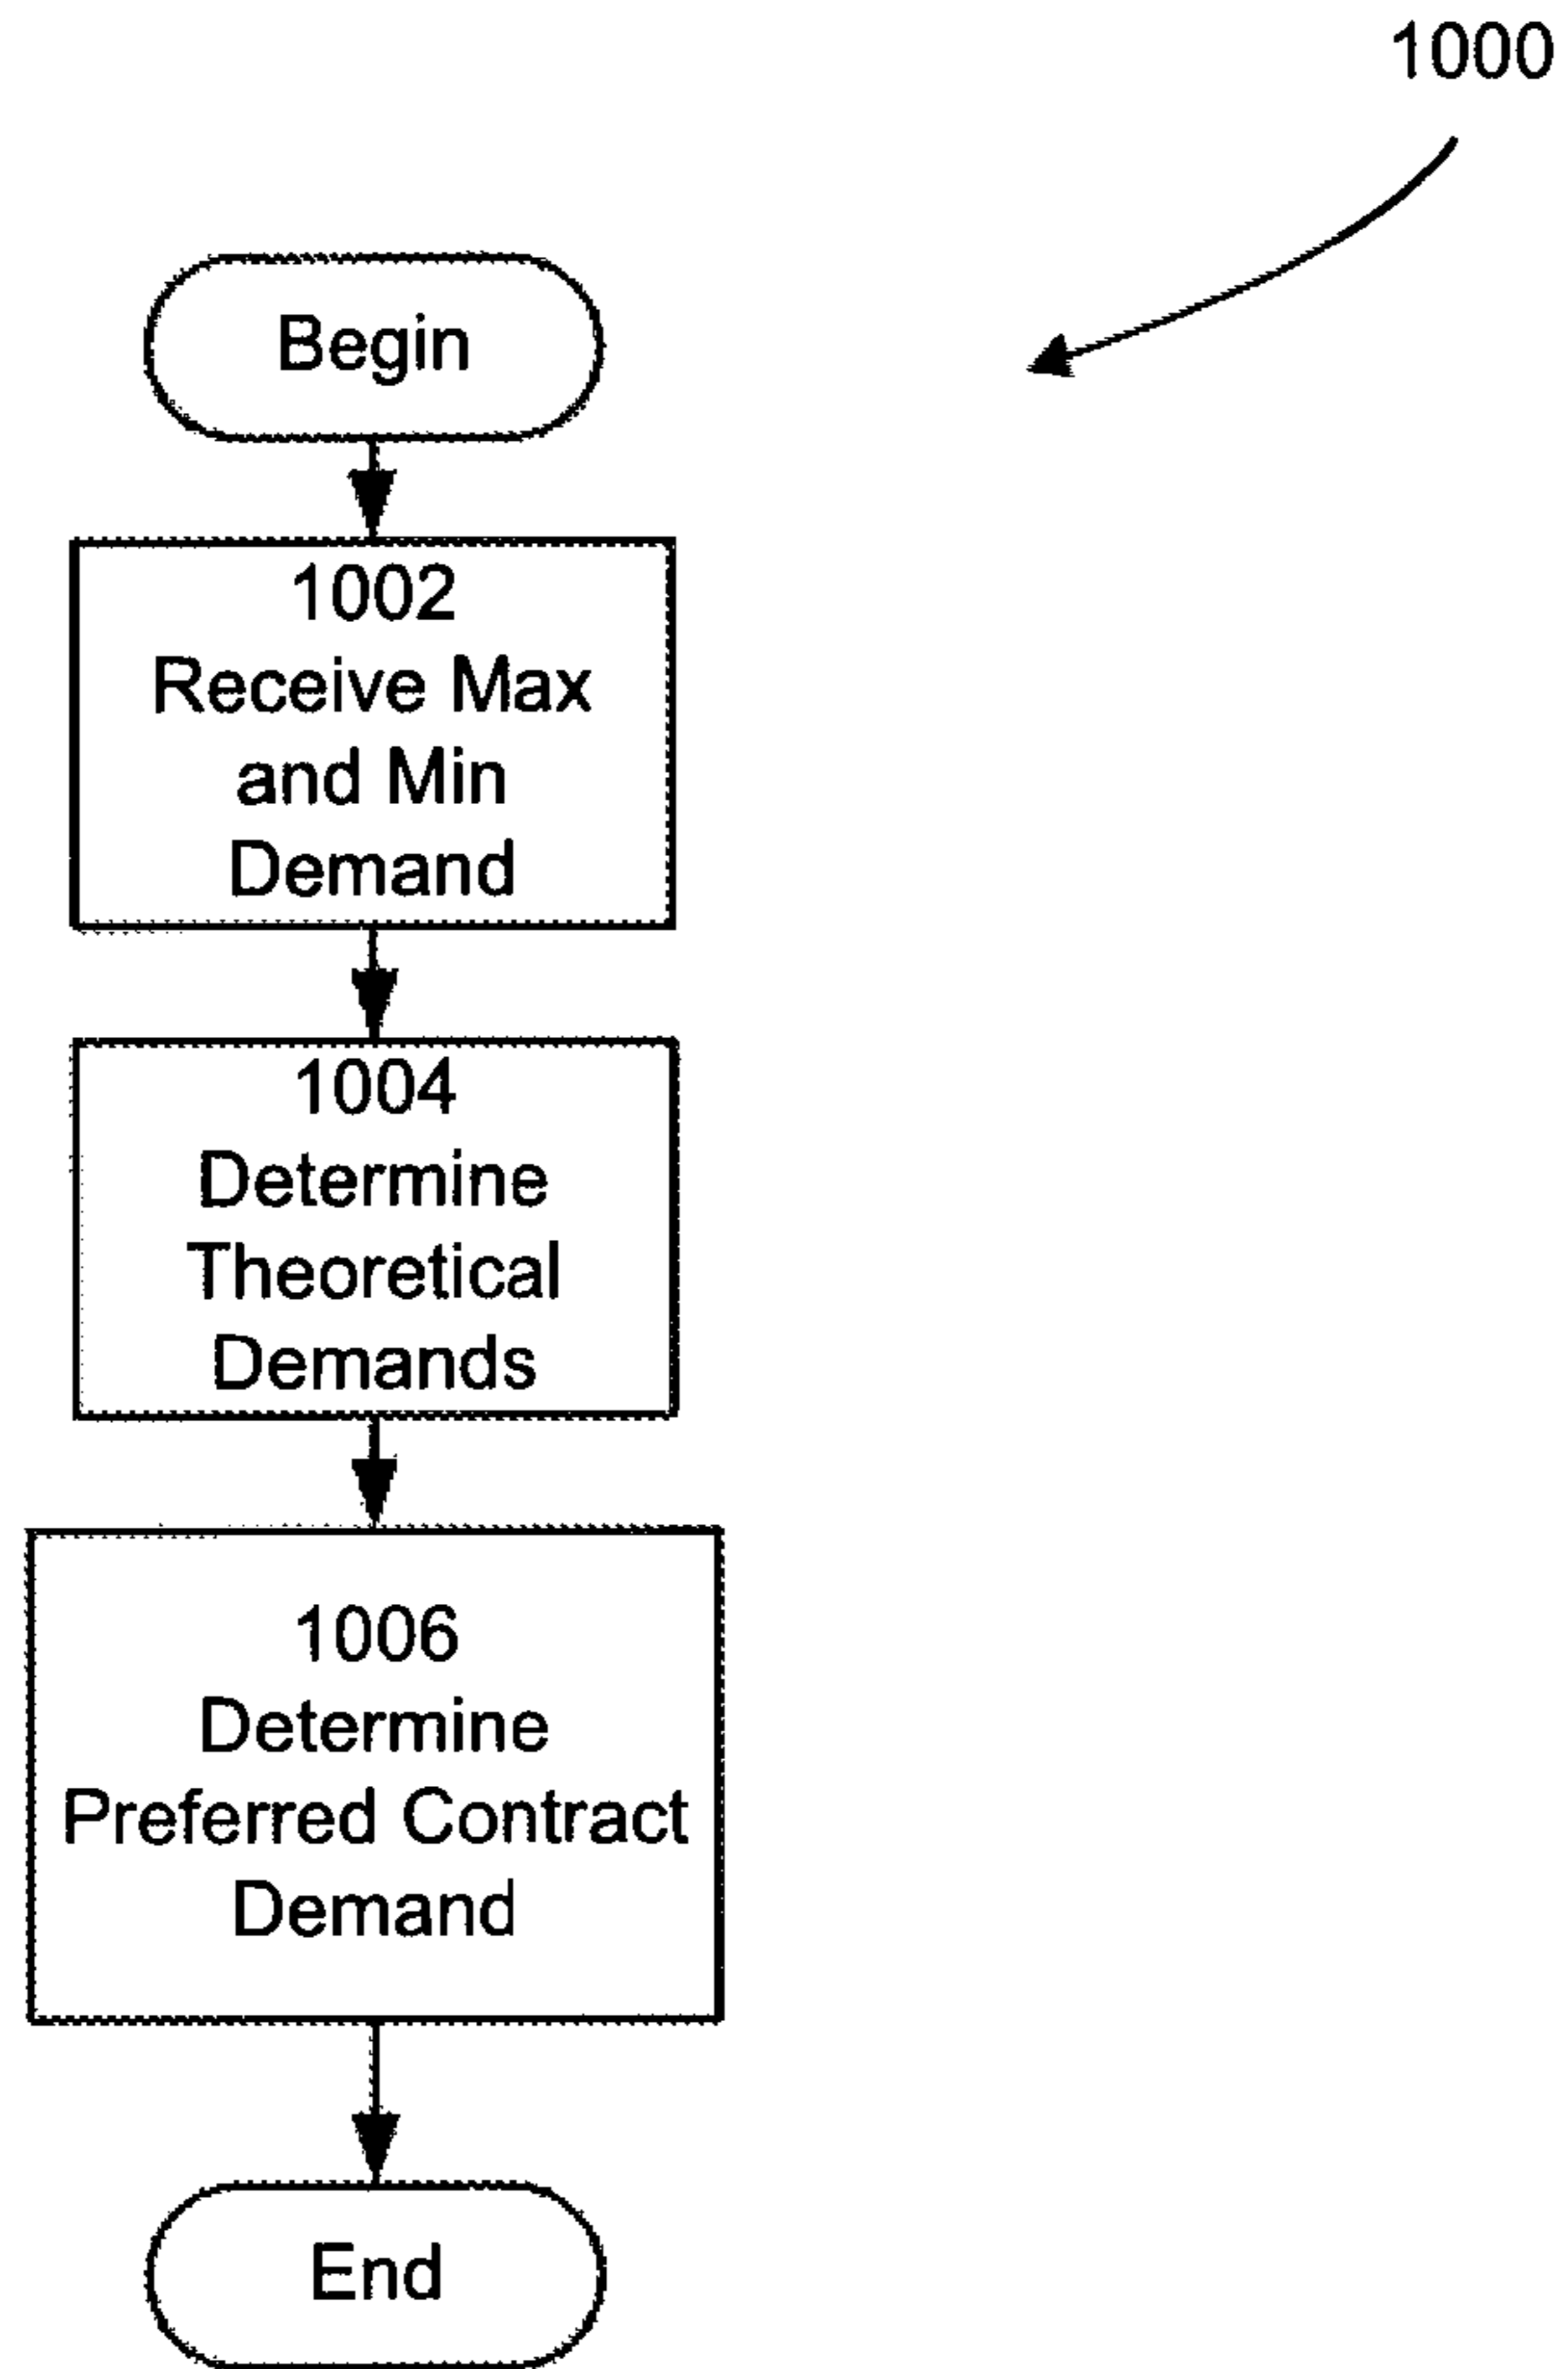 1000
Begin
1002
Receive Max
and Min
Demand
1004
Determine
Theoretical
Demands
1006
Determine
Preferred Contract
Demand
End